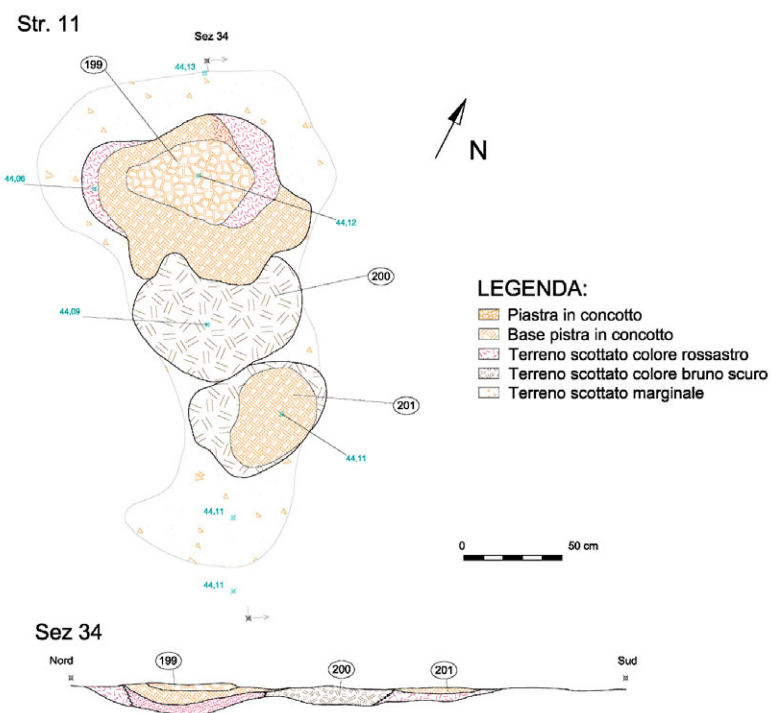 Str. 11
Sez 34
199
44,13
N
44,06
44,12
200
44,09
LEGENDA:
Piastra in concotto
Base pistra in concotto
Terreno scottato colore rossastro
Terreno scottato colore bruno scuro
Terreno scottato marginale
201
44,11
44,11
0 50 cm
44,11
Sez 34
Nord 199 200 201 Sud